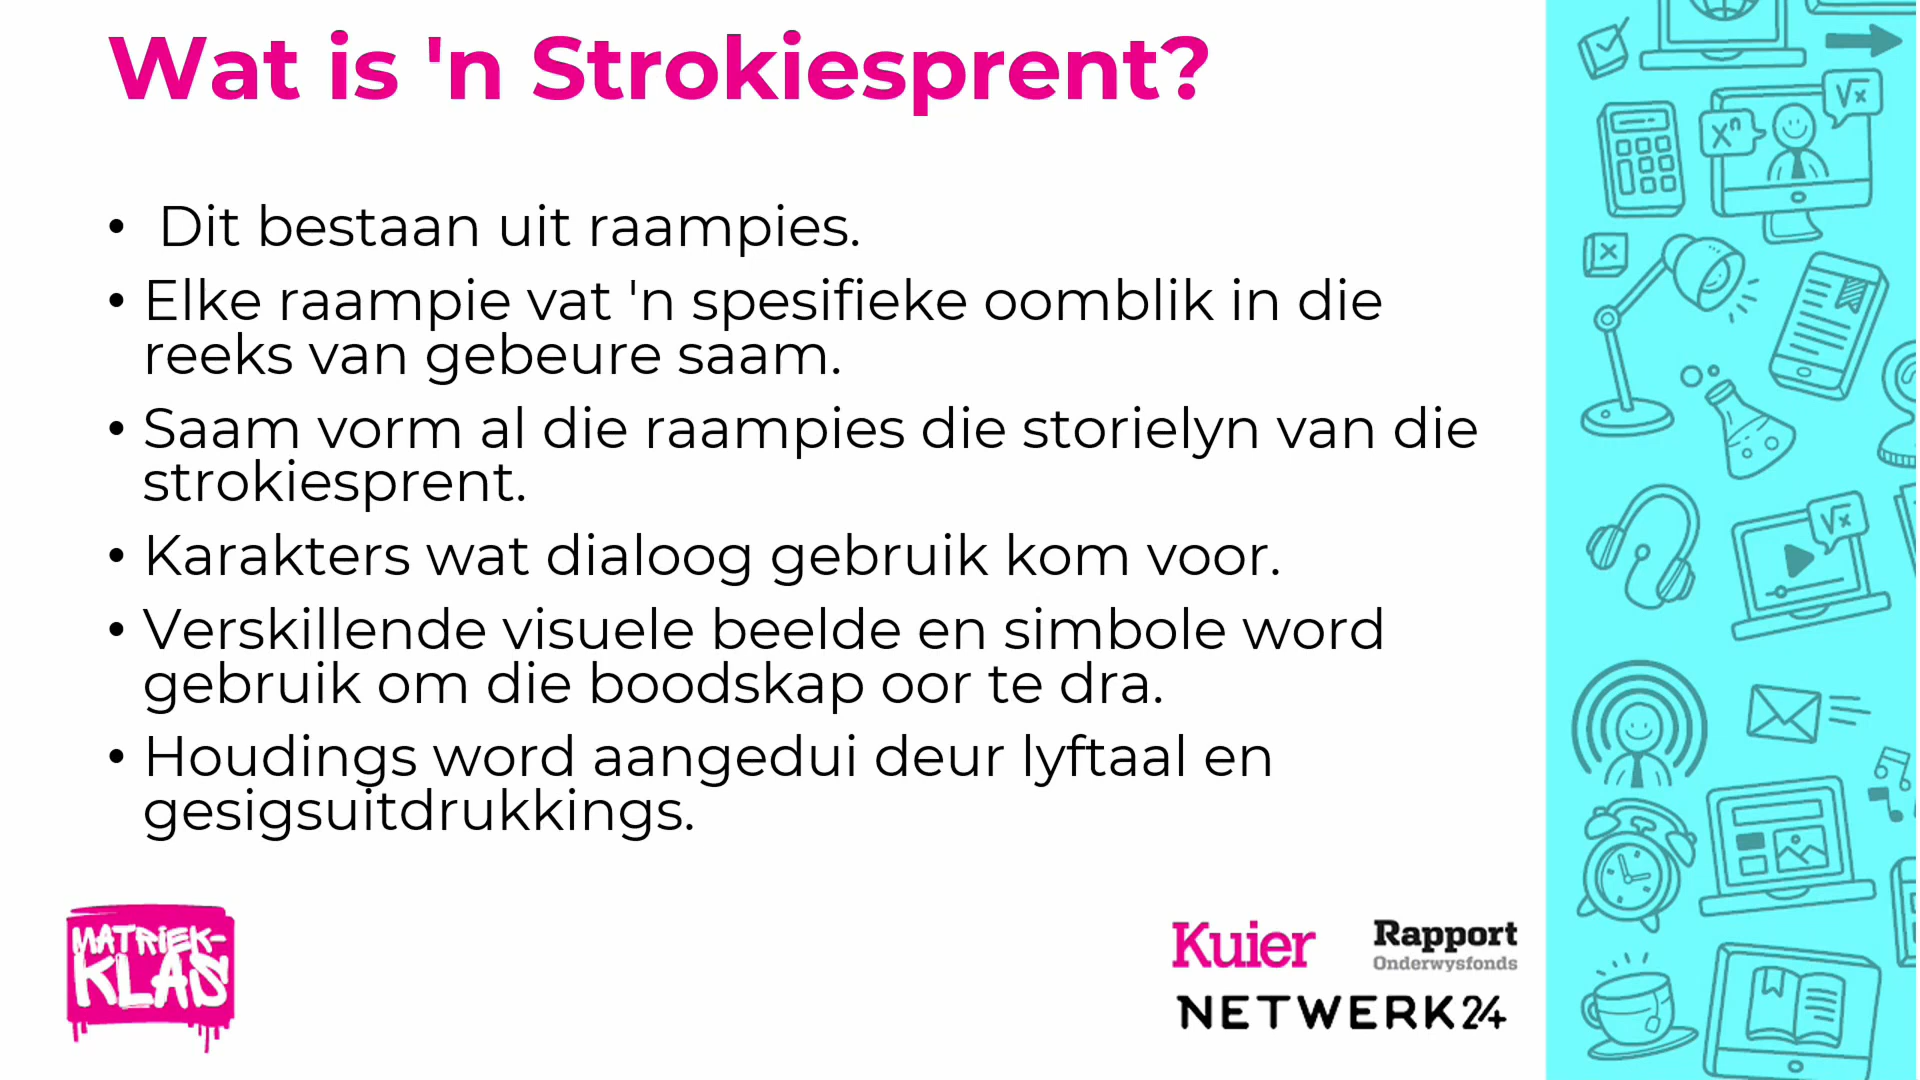 Wat is 'n Strokiesprent?
• Dit bestaan uit raampies.
• Elke raampie vat 'n spesifieke oomblik in die
reeks van gebeure saam.
• Saam vorm al die raampies die storielyn van die
strokiesprent.
• Karakters wat dialoog gebruik kom voor.
• Verskillende visuele beelde en simbole word
gebruik om die boodskap oor te dra.
• Houdings word aangedui deur lyftaal en
gesigsuitdrukkings.
MATRIEK-
KLAS
Kuier
Rapport
Onderwysfonds
NETWERK24
√x
xⁿ
x
√x